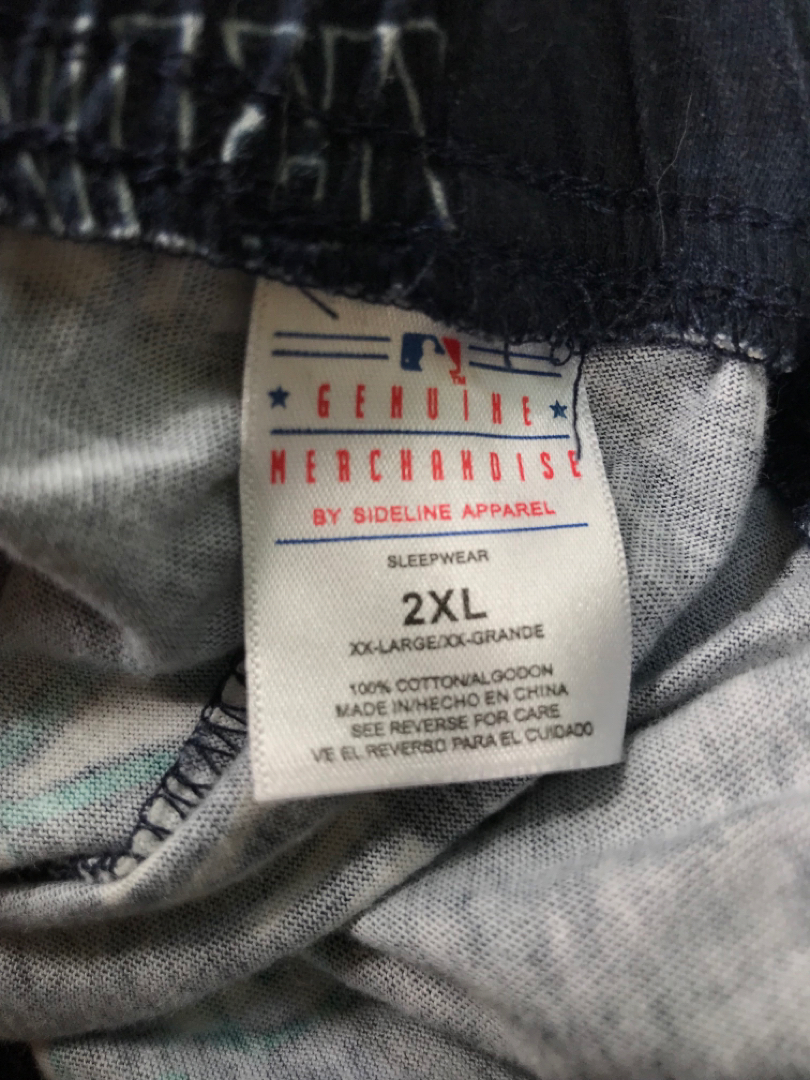 GENUINE
MERCHANDISE
BY SIDELINE APPAREL
SLEEPWEAR
2XL
XX-LARGE/XX-GRANDE
100% COTTON/ALGODON
MADE IN/HECHO EN CHINA
SEE REVERSE FOR CARE
VE EL REVERSO PARA EL CUIDADO